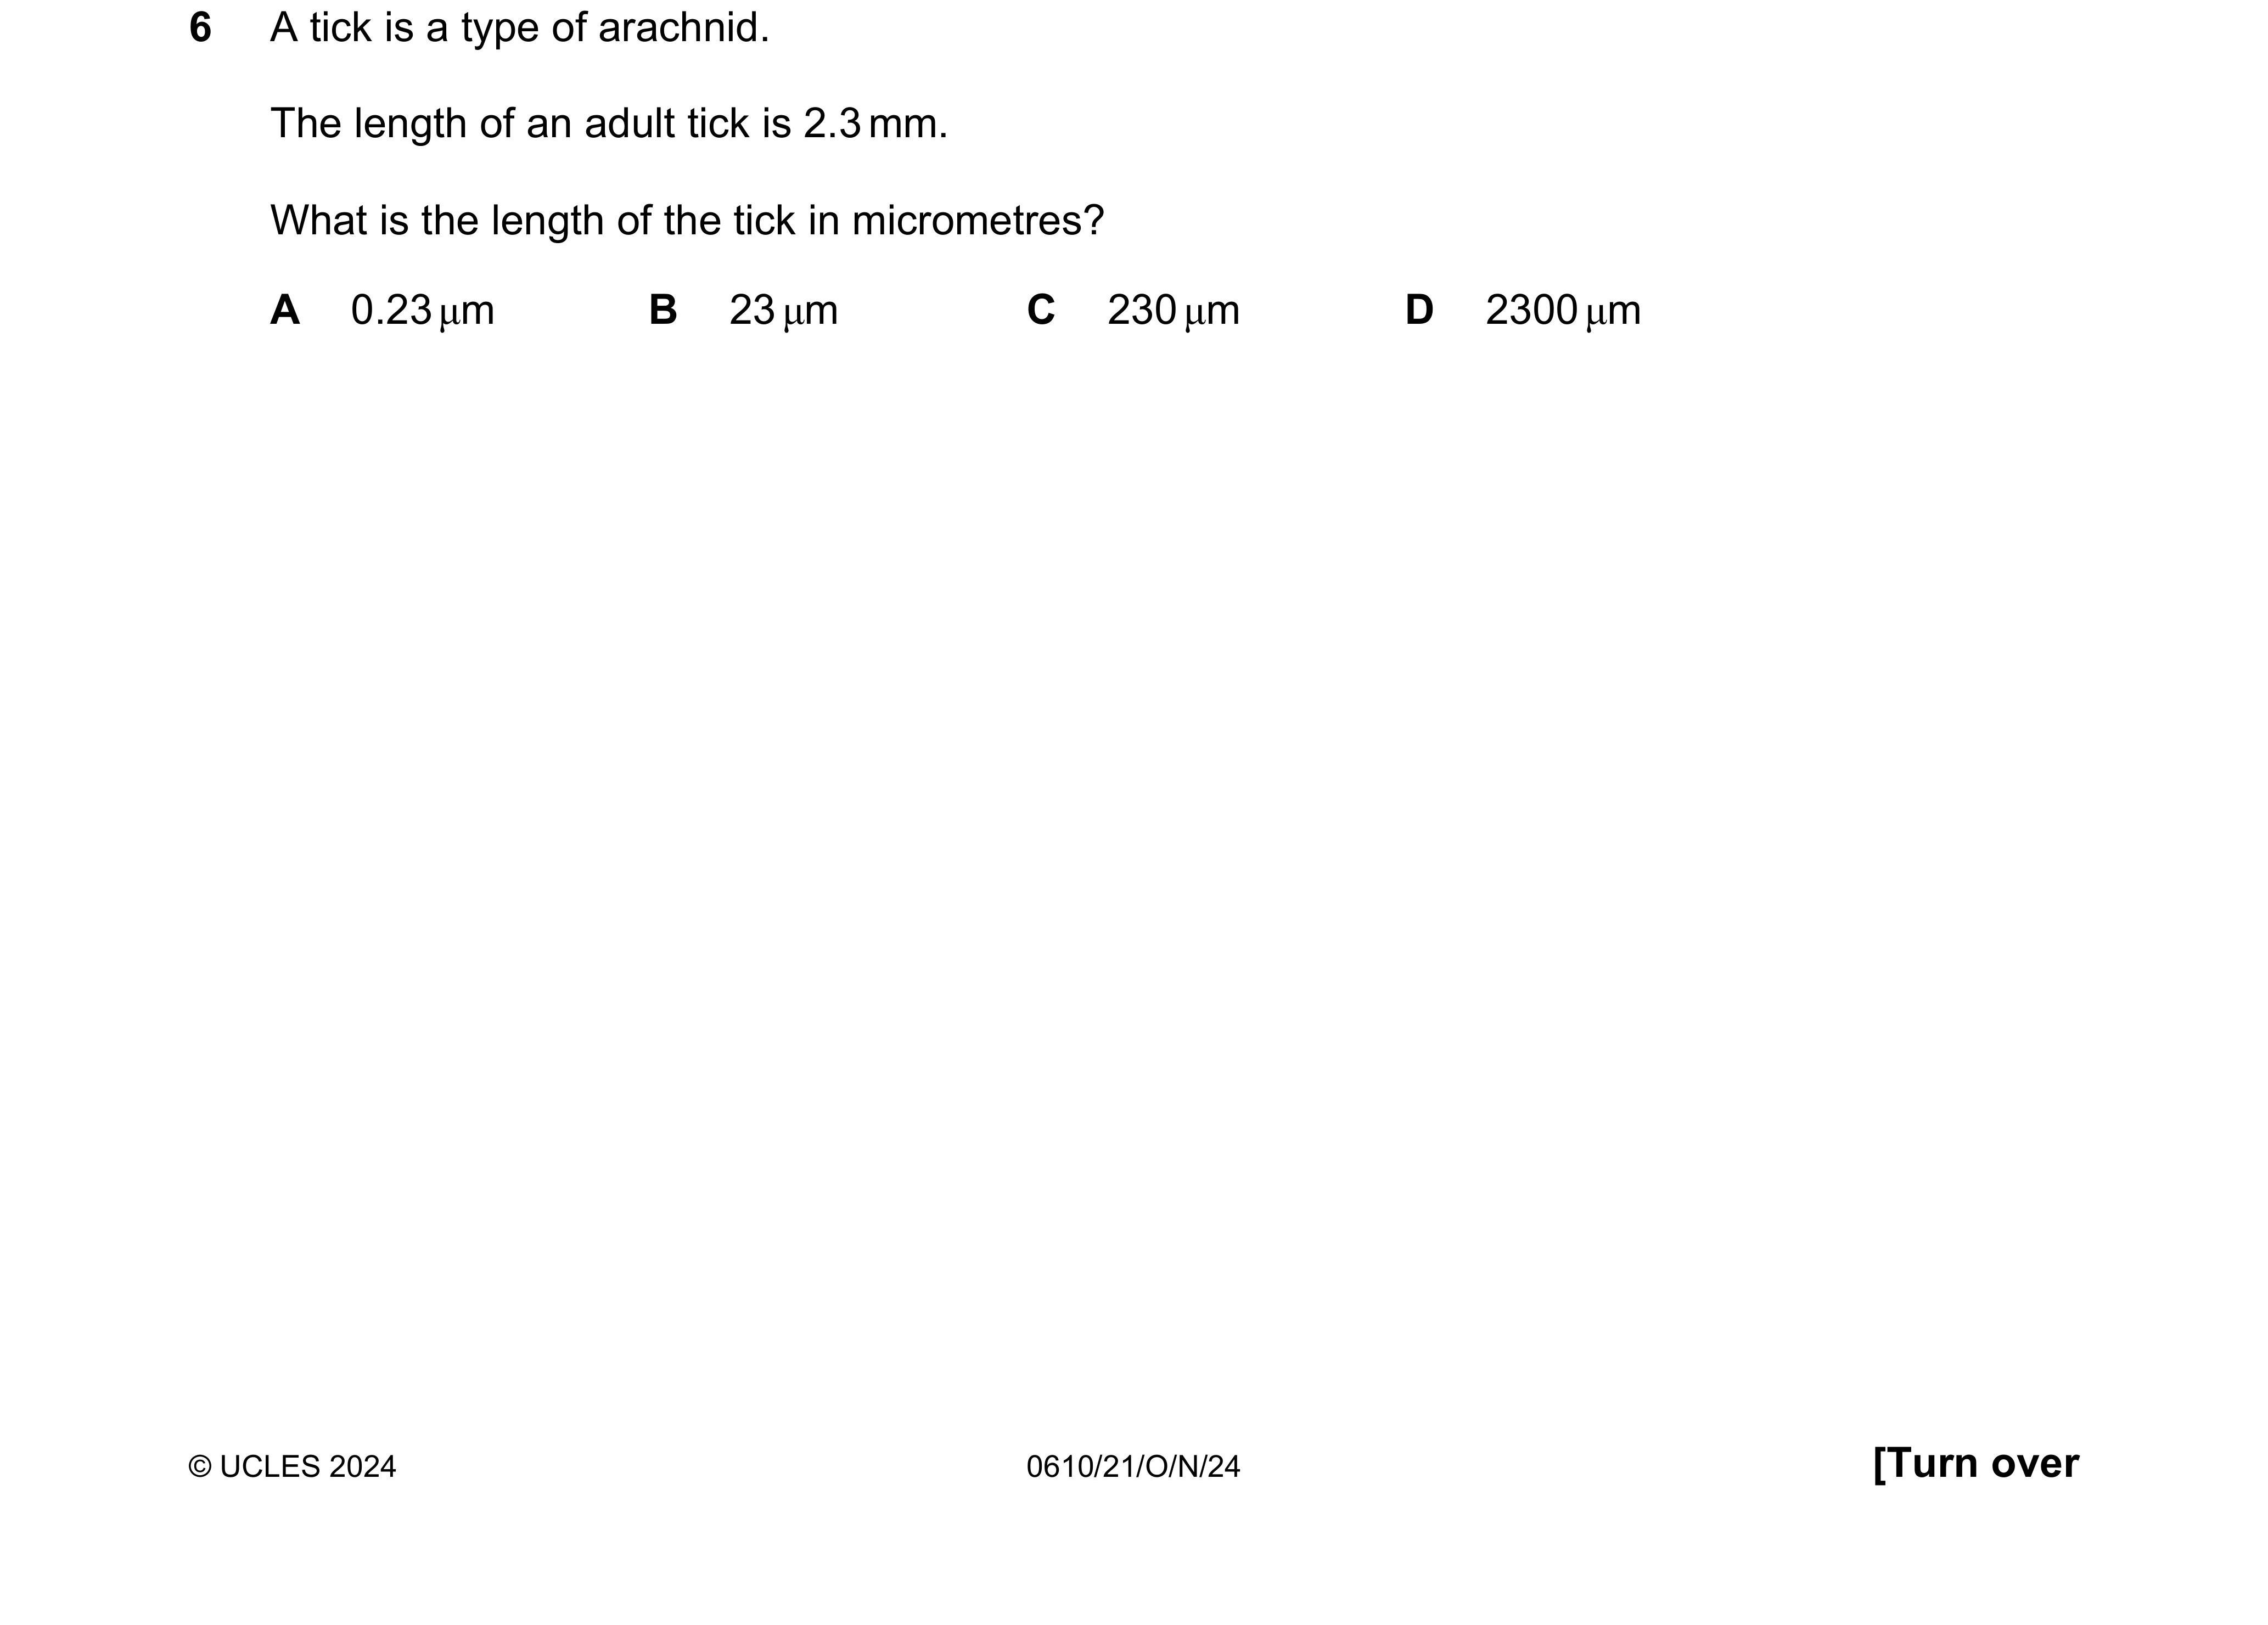 6 A tick is a type of arachnid.
The length of an adult tick is 2.3 mm.
What is the length of the tick in micrometres?
A 0.23 μm B 23 μm C 230 μm D 2300 μm
© UCLES 2024 0610/21/O/N/24 [Turn over